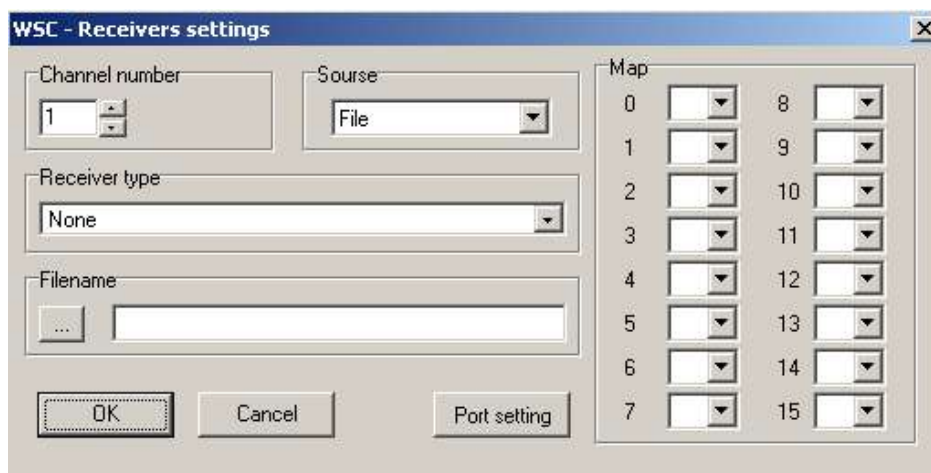 WSC - Receivers settings
Channel number
1
Sourse
File
Receiver type
None
Filename
...
OK
Cancel
Port setting
Map
0 8
1 9
2 10
3 11
4 12
5 13
6 14
7 15